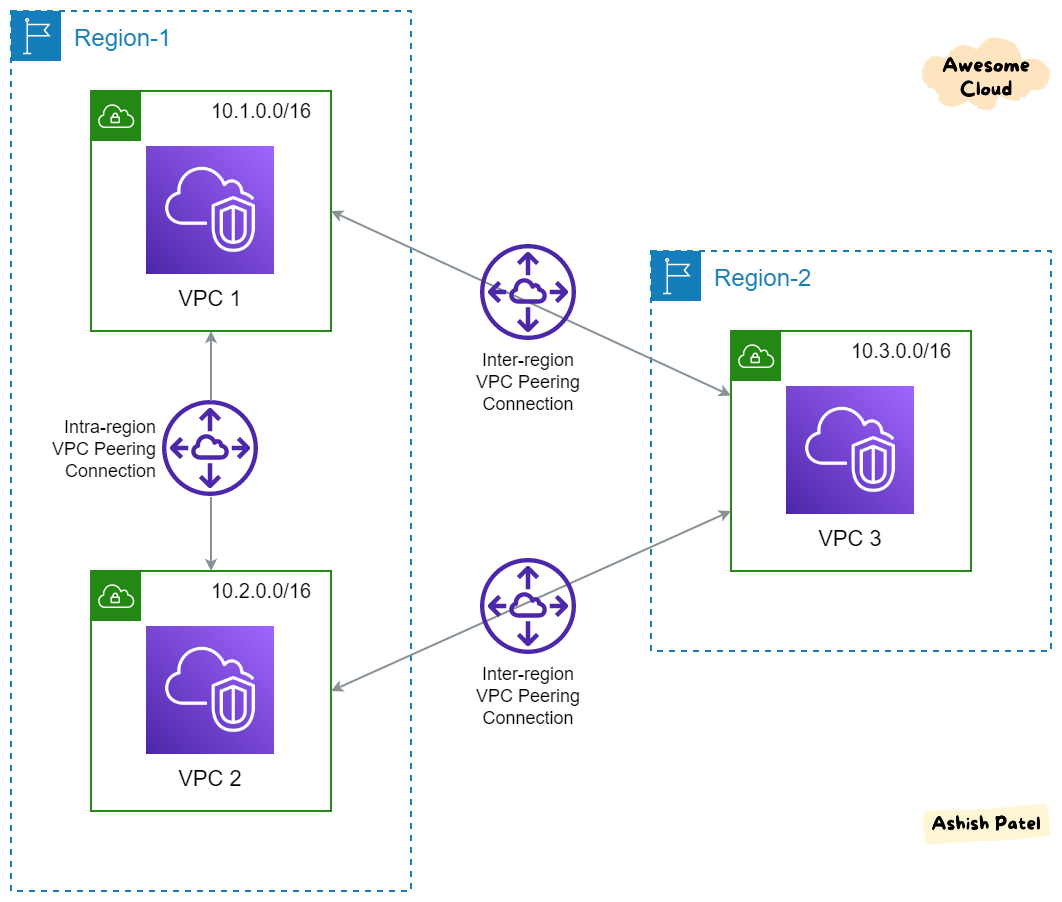 Region-1
Awesome
Cloud
10.1.0.0/16
VPC 1
Region-2
Inter-region
VPC Peering
Connection
10.3.0.0/16
VPC 3
Intra-region
VPC Peering
Connection
10.2.0.0/16
VPC 2
Inter-region
VPC Peering
Connection
Ashish Patel